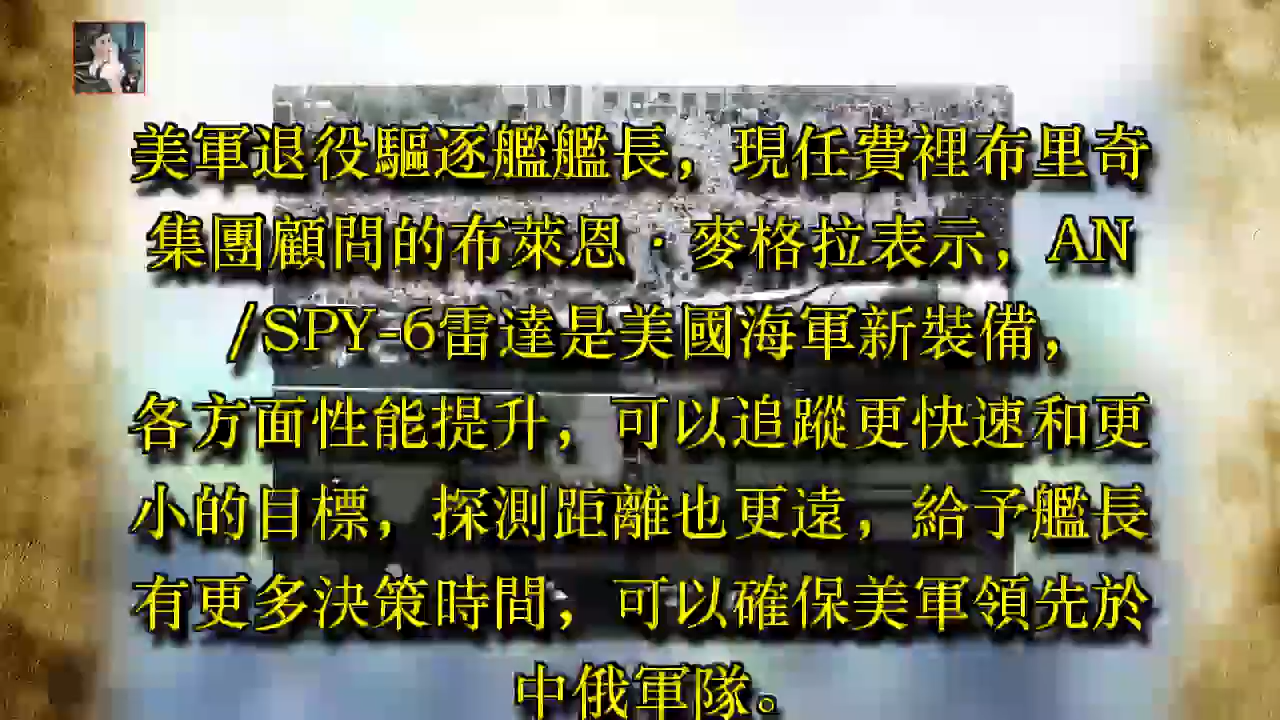 美軍退役驅逐艦艦長，現任費裡布里奇
集團顧問的布萊恩·麥格拉表示，AN
/SPY-6雷達是美國海軍新裝備，
各方面性能提升，可以追蹤更快速和更
小的目標，探測距離也更遠，給予艦長
有更多決策時間；可以確保美軍領先於
中俄軍隊。